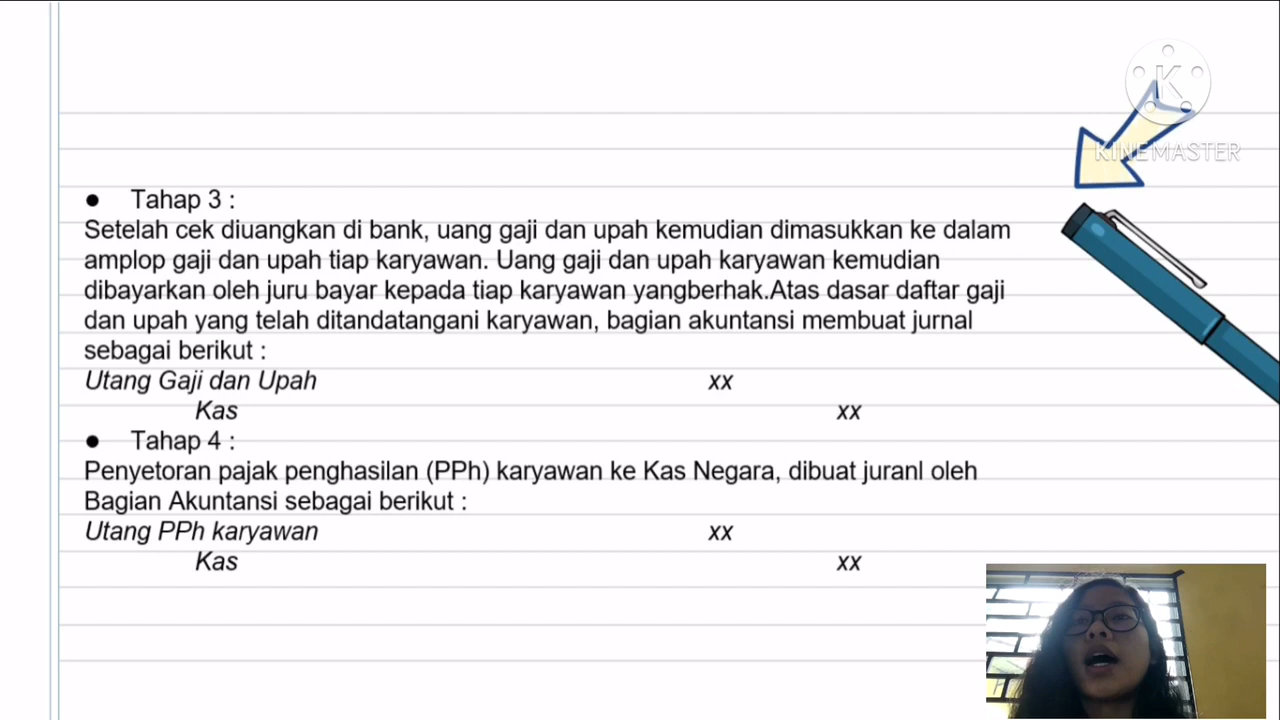 K
KINEMASTER
● Tahap 3 :
Setelah cek diuangkan di bank, uang gaji dan upah kemudian dimasukkan ke dalam
amplop gaji dan upah tiap karyawan. Uang gaji dan upah karyawan kemudian
dibayarkan oleh juru bayar kepada tiap karyawan yangberhak.Atas dasar daftar gaji
dan upah yang telah ditandatangani karyawan, bagian akuntansi membuat jurnal
sebagai berikut :
Utang Gaji dan Upah xx
Kas xx
● Tahap 4 :
Penyetoran pajak penghasilan (PPh) karyawan ke Kas Negara, dibuat juranl oleh
Bagian Akuntansi sebagai berikut :
Utang PPh karyawan xx
Kas xx